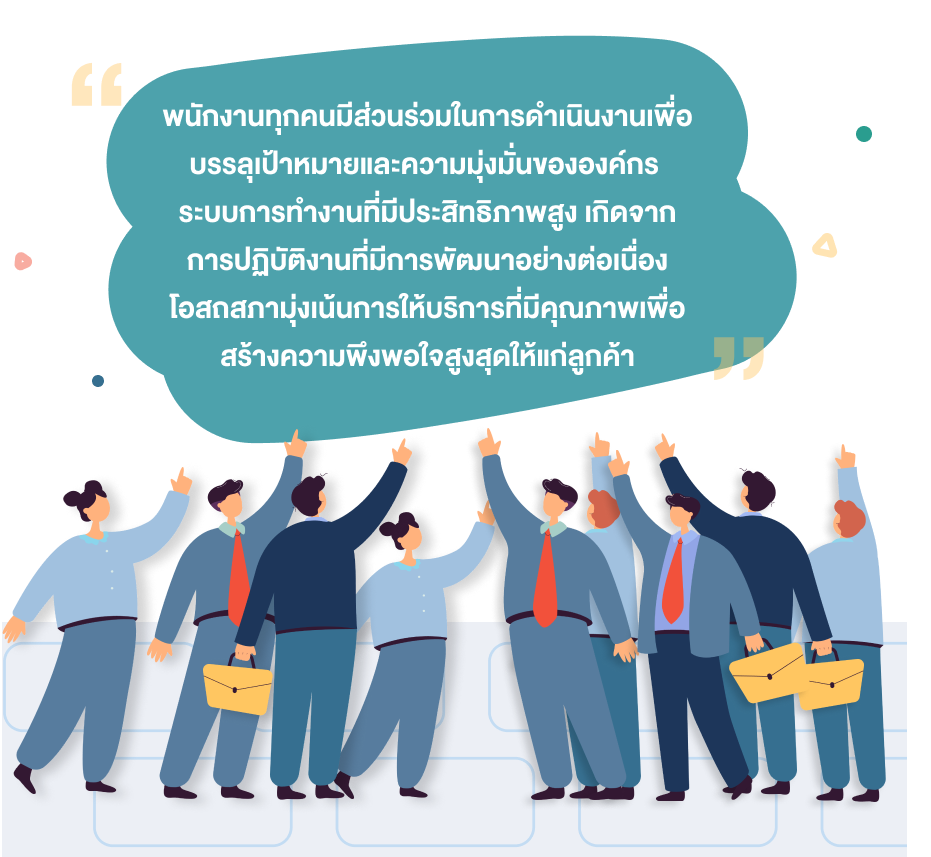 พนักงานทุกคนมีส่วนร่วมในการดำเนินงานเพื่อ
บรรลุเป้าหมายและความมุ่งมั่นขององค์กร
ระบบการทำงานที่มีประสิทธิภาพสูง เกิดจาก
การปฏิบัติงานที่มีการพัฒนาอย่างต่อเนื่อง
โอสถสภามุ่งเน้นการให้บริการที่มีคุณภาพเพื่อ
สร้างความพึงพอใจสูงสุดให้แก่ลูกค้า